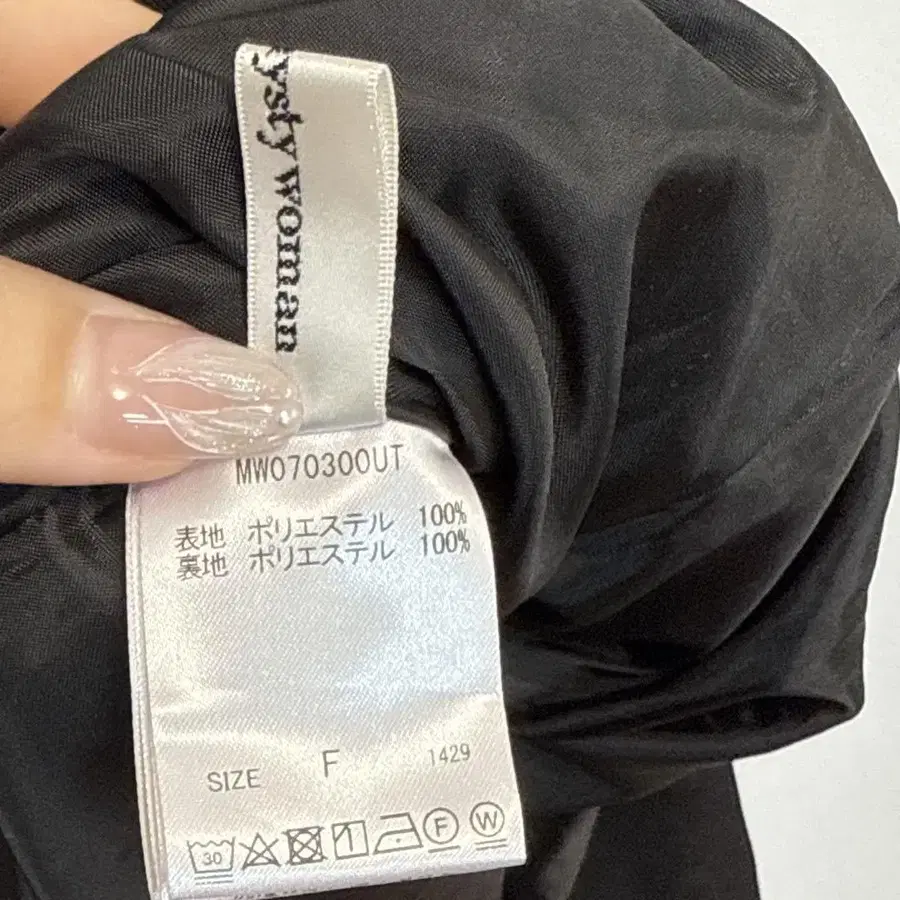 ysty woman
MW070300UT
表地 ポリエステル 100%
裏地 ポリエステル 100%
SIZE F 1429
30 F W